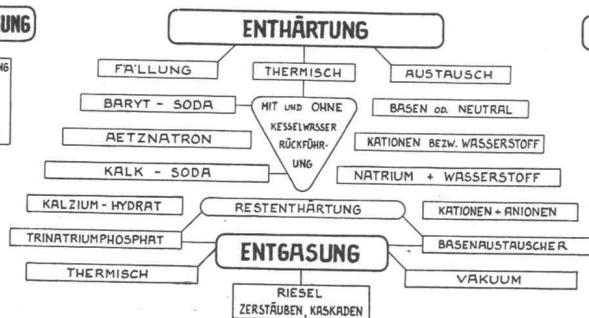 UNG
NG
ENTHÄRTUNG
FÄLLUNG
THERMISCH
AUSTAUSCH
BARYT - SODA
MIT UND OHNE
KESSELWASSER
RÜCKFÜHR-
UNG
BASEN OD. NEUTRAL
AETZNATRON
KATIONEN BEZW. WASSERSTOFF
KALK - SODA
NATRIUM + WASSERSTOFF
KALZIUM - HYDRAT
RESTENTHÄRTUNG
KATIONEN + ANIONEN
TRINATRIUMPHOSPHAT
ENTGASUNG
BASENAUSTAUSCHER
THERMISCH
VAKUUM
RIESEL
ZERSTÄUBEN, KASKADEN